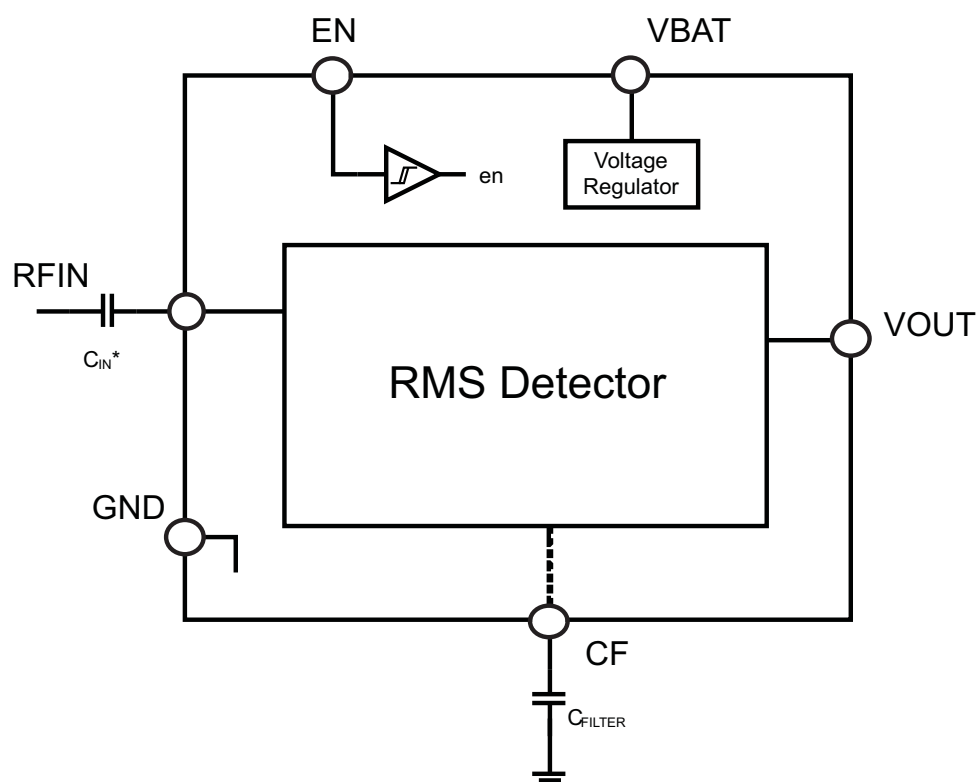 EN
VBAT
Voltage
Regulator
en
RFIN
CIN*
VOUT
RMS Detector
GND
CF
CFILTER